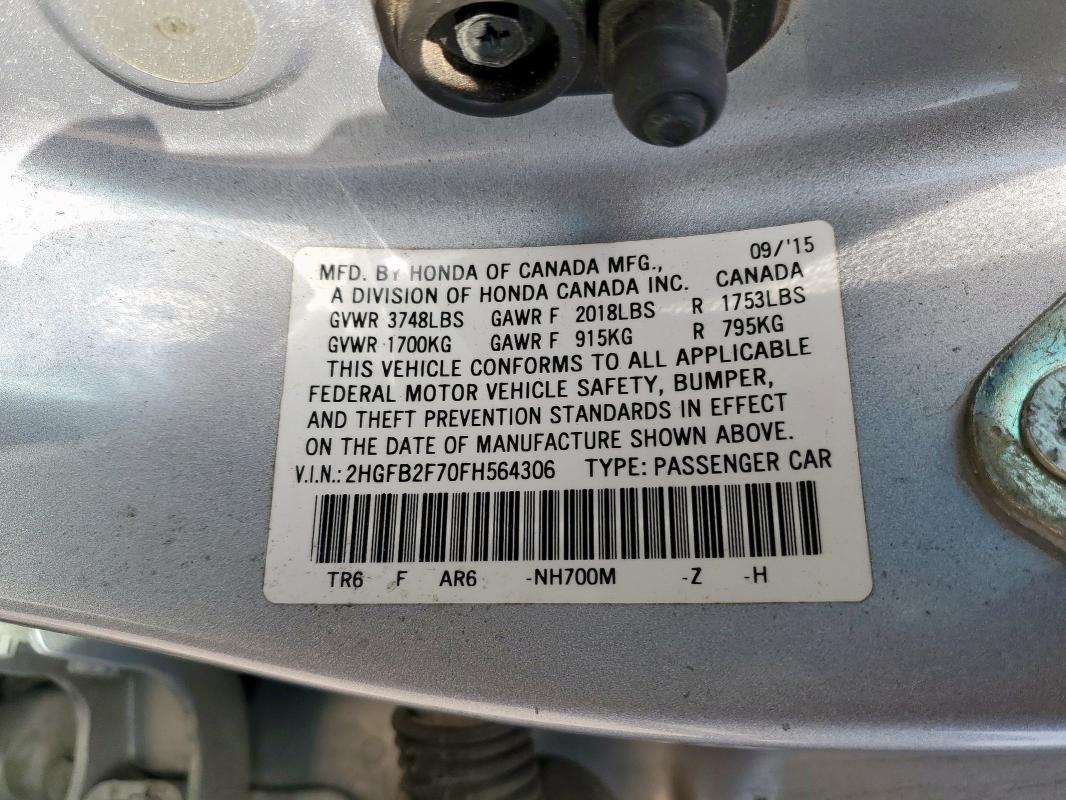 09/'15
MFD. BY HONDA OF CANADA MFG.,
A DIVISION OF HONDA CANADA INC. CANADA
GVWR 3748LBS GAWR F 2018LBS R 1753LBS
GVWR 1700KG GAWR F 915KG R 795KG
THIS VEHICLE CONFORMS TO ALL APPLICABLE
FEDERAL MOTOR VEHICLE SAFETY, BUMPER,
AND THEFT PREVENTION STANDARDS IN EFFECT
ON THE DATE OF MANUFACTURE SHOWN ABOVE.
V.I.N.: 2HGFB2F70FH564306 TYPE: PASSENGER CAR
TR6 F AR6 -NH700M -Z -H